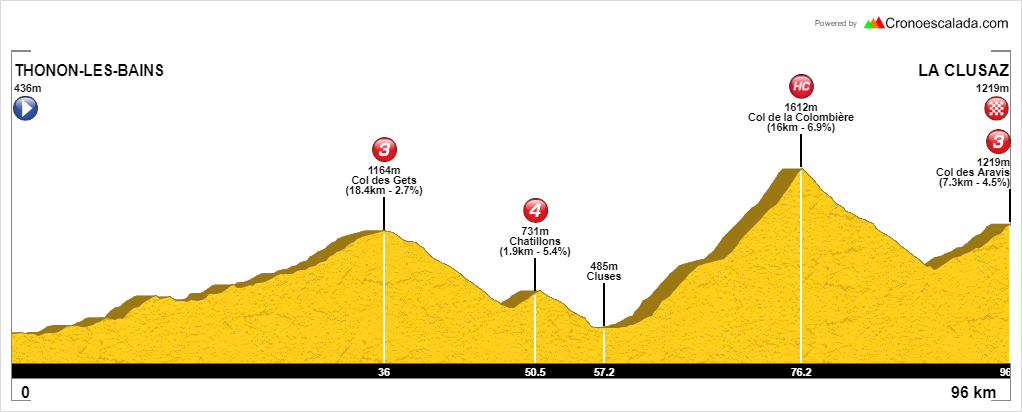 Powered by Cronoescalada.com
THONON-LES-BAINS
436m
LA CLUSAZ
1219m
HC
1612m
Col de la Colombière
(16km - 6.9%)
3
1164m
Col des Gets
(18.4km - 2.7%)
3
1219m
Col des Aravis
(7.3km - 4.5%)
4
731m
Chatillons
(1.9km - 5.4%)
485m
Cluses
36
50.5
57.2
76.2
96
0
96 km